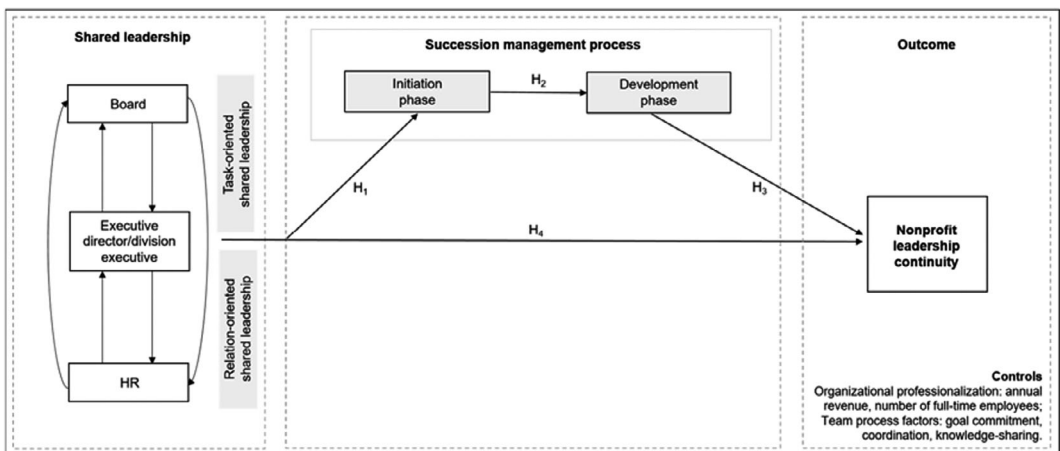 Shared leadership
Board
Executive
director/division
executive
HR
Task-oriented
shared leadership
Relation-oriented
shared leadership
Succession management process
Initiation
phase
H₂
Development
phase
H₁
H₃
H₄
Outcome
Nonprofit
leadership
continuity
Controls
Organizational professionalization: annual
revenue, number of full-time employees;
Team process factors: goal commitment,
coordination, knowledge-sharing.